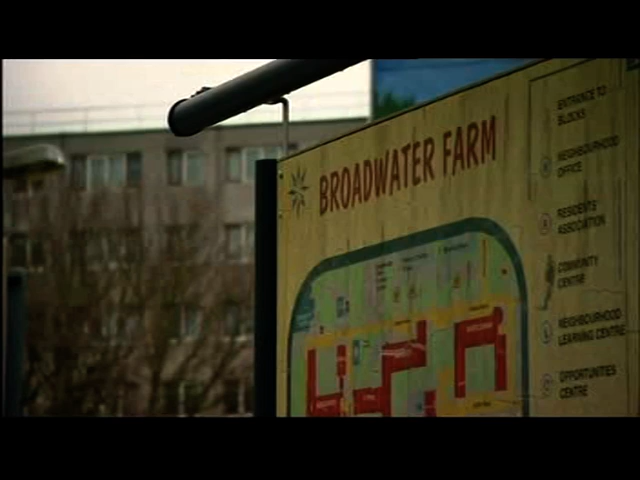 BROADWATER FARM
ENTRANCE TO
BLOCKS
NEIGHBOURHOOD
OFFICE
RESIDENTS'
ASSOCIATION
COMMUNITY
CENTRE
NEIGHBOURHOOD
LEARNING CENTRE
OPPORTUNITIES
CENTRE